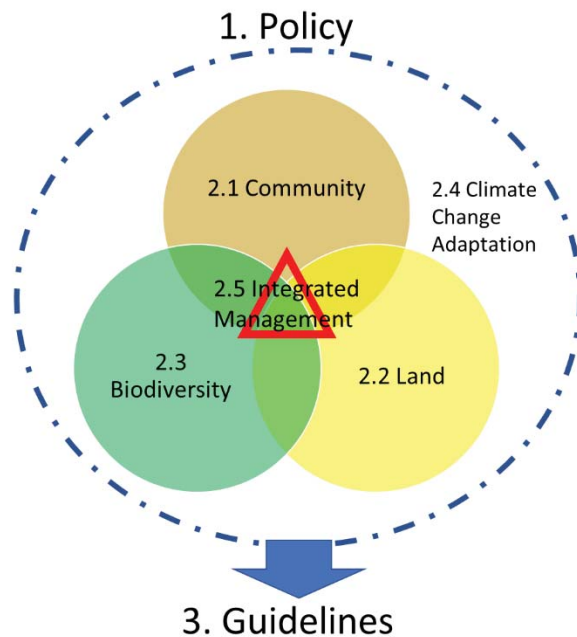 1. Policy
2.1 Community
2.4 Climate
Change
Adaptation
2.5 Integrated
Management
2.3
Biodiversity
2.2 Land
3. Guidelines